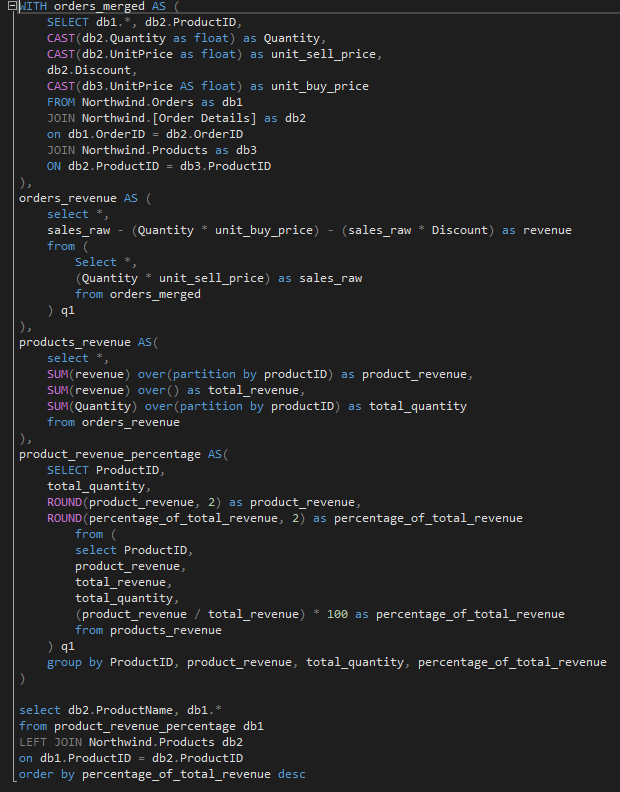 WITH orders_merged AS (
SELECT db1.*, db2.ProductID,
CAST(db2.Quantity as float) as Quantity,
CAST(db2.UnitPrice AS float) as unit_sell_price,
db2.Discount,
CAST(db3.UnitPrice AS float) as unit_buy_price
FROM Northwind.Orders as db1
JOIN Northwind.[Order Details] as db2
on db1.OrderID = db2.OrderID
JOIN Northwind.Products as db3
ON db2.ProductID = db3.ProductID
),
orders_revenue AS (
select *,
sales_raw - (Quantity * unit_buy_price) - (sales_raw * Discount) as revenue
from (
Select *,
(Quantity * unit_sell_price) as sales_raw
from orders_merged
) q1
),
products_revenue AS(
select *,
SUM(revenue) over(partition by productID) as product_revenue,
SUM(revenue) over() as total_revenue,
SUM(Quantity) over(partition by productID) as total_quantity
from orders_revenue
),
product_revenue_percentage AS(
SELECT ProductID,
total_quantity,
ROUND(product_revenue, 2) as product_revenue,
ROUND(percentage_of_total_revenue, 2) as percentage_of_total_revenue
from (
select ProductID,
product_revenue,
total_revenue,
total_quantity,
(product_revenue / total_revenue) * 100 as percentage_of_total_revenue
from products_revenue
) q1
group by ProductID, product_revenue, total_quantity, percentage_of_total_revenue
)
select db2.ProductName, db1.*
from product_revenue_percentage db1
LEFT JOIN Northwind.Products db2
on db1.ProductID = db2.ProductID
order by percentage_of_total_revenue desc